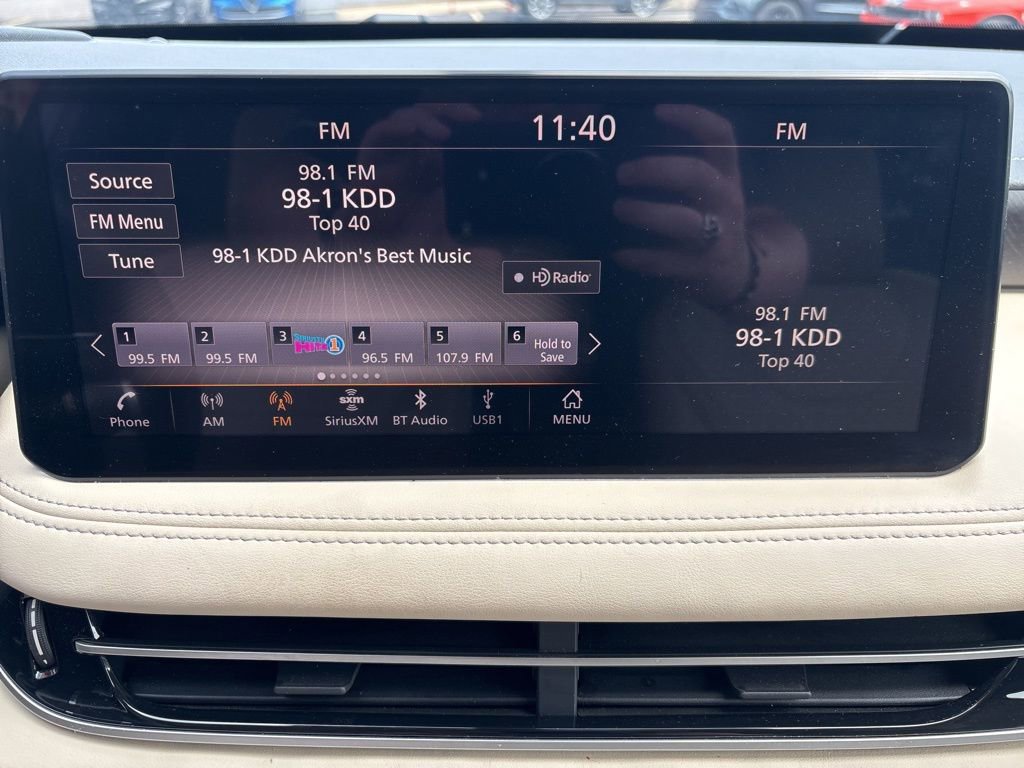 FM
11:40
FM
Source
FM Menu
Tune
98.1 FM
98-1 KDD
Top 40
98-1 KDD Akron's Best Music
HD Radio
1
99.5 FM
2
99.5 FM
3
SiriusXM
HITS 1
4
96.5 FM
5
107.9 FM
6
Hold to
Save
98.1 FM
98-1 KDD
Top 40
Phone
AM
FM
sxm
SiriusXM
BT Audio
USB1
MENU